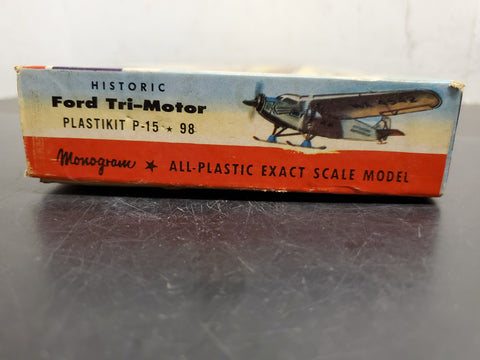 HISTORIC
Ford Tri-Motor
PLASTIKIT P-15 ★ 98
Monogram ★ ALL-PLASTIC EXACT SCALE MODEL